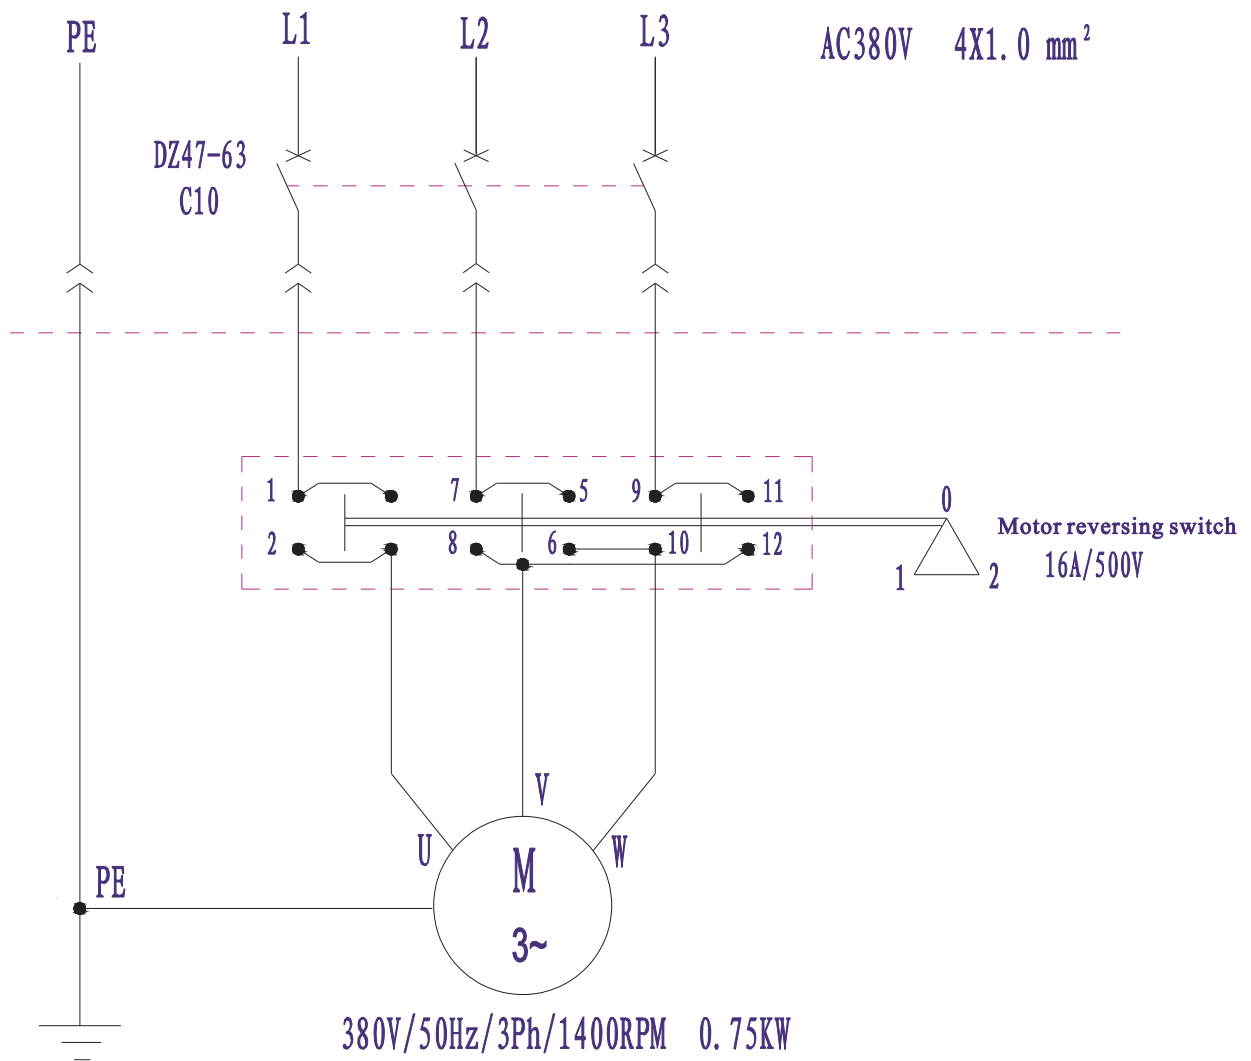 PE
L1
L2
L3
AC380V 4X1.0 mm²
DZ47-63
C10
1
7
5
9
11
2
8
6
10
12
0
1
2
Motor reversing switch
16A/500V
V
U
W
M
3~
PE
380V/50Hz/3Ph/1400RPM 0.75KW